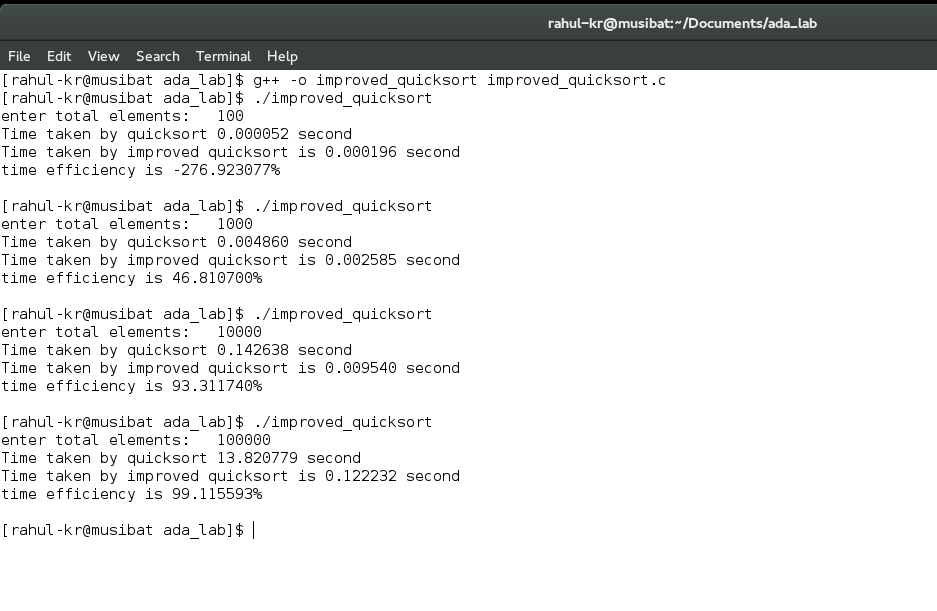 rahul-kr@musibat:~/Documents/ada_lab
File Edit View Search Terminal Help
[rahul-kr@musibat ada_lab]$ g++ -o improved_quicksort improved_quicksort.c
[rahul-kr@musibat ada_lab]$ ./improved_quicksort
enter total elements:   100
Time taken by quicksort 0.000052 second
Time taken by improved quicksort is 0.000196 second
time efficiency is -276.923077%
[rahul-kr@musibat ada_lab]$ ./improved_quicksort
enter total elements:   1000
Time taken by quicksort 0.004860 second
Time taken by improved quicksort is 0.002585 second
time efficiency is 46.810700%
[rahul-kr@musibat ada_lab]$ ./improved_quicksort
enter total elements:   10000
Time taken by quicksort 0.142638 second
Time taken by improved quicksort is 0.009540 second
time efficiency is 93.311740%
[rahul-kr@musibat ada_lab]$ ./improved_quicksort
enter total elements:   100000
Time taken by quicksort 13.820779 second
Time taken by improved quicksort is 0.122232 second
time efficiency is 99.115593%
[rahul-kr@musibat ada_lab]$